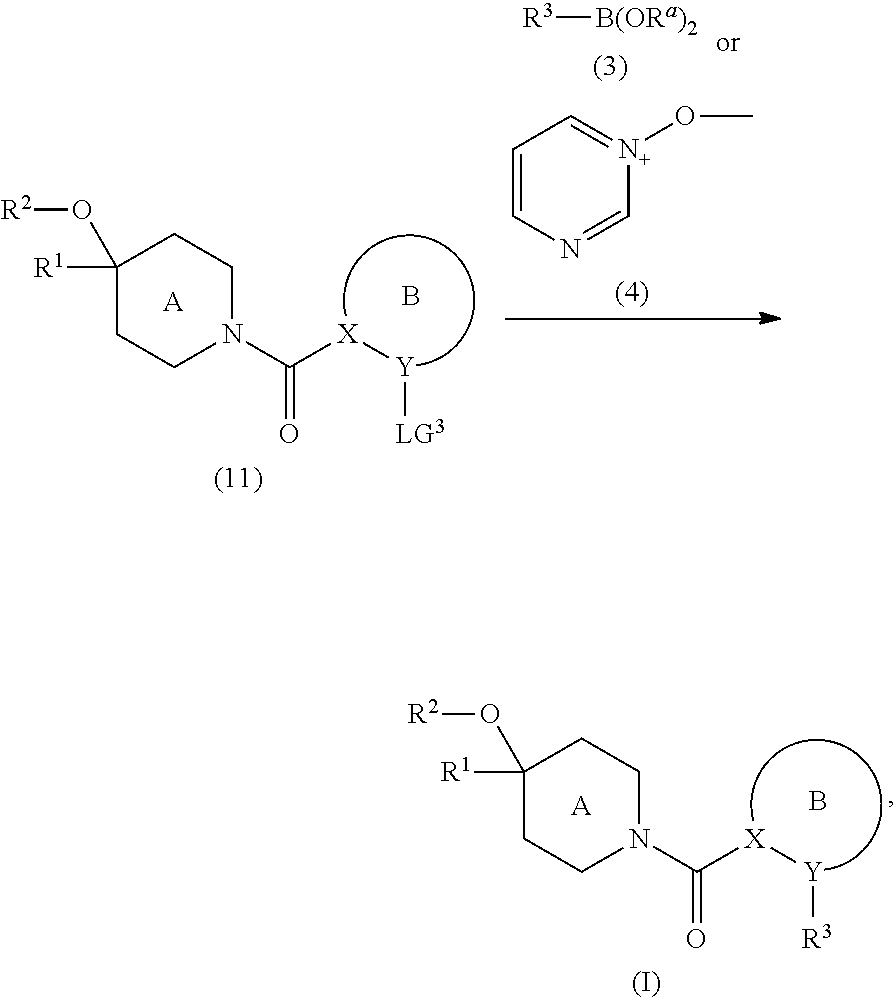 R³—B(ORᵃ)₂ or
(3)
O
N+
N
(4)
R²—O
R¹
A
N
O
X
B
Y
LG³
(11)
R²—O
R¹
A
N
O
X
B
Y
R³
,
(I)